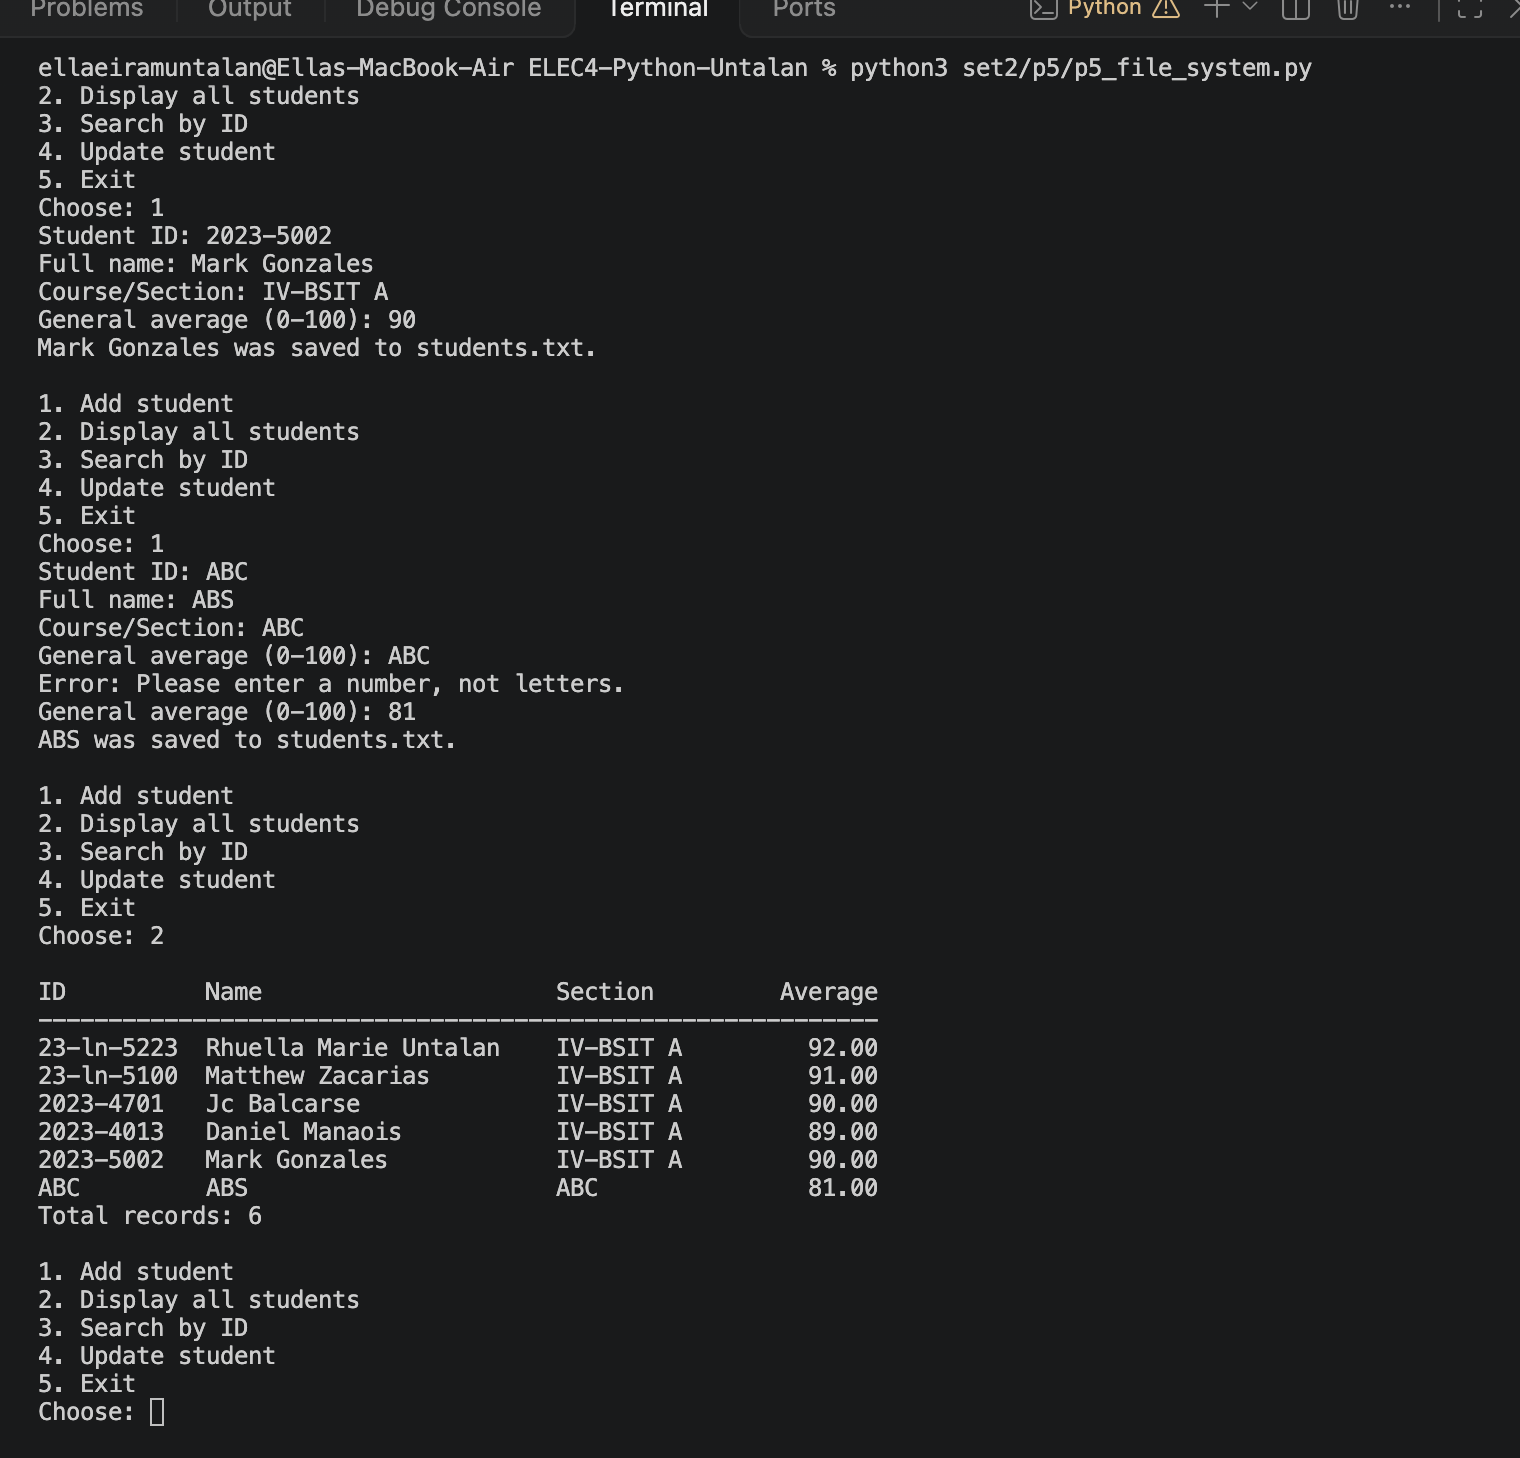 Problems Output Debug Console Terminal Ports Python
ellaeiramuntalan@Ellas-MacBook-Air ELEC4-Python-Untalan % python3 set2/p5/p5_file_system.py
2. Display all students
3. Search by ID
4. Update student
5. Exit
Choose: 1
Student ID: 2023-5002
Full name: Mark Gonzales
Course/Section: IV-BSIT A
General average (0-100): 90
Mark Gonzales was saved to students.txt.
1. Add student
2. Display all students
3. Search by ID
4. Update student
5. Exit
Choose: 1
Student ID: ABC
Full name: ABS
Course/Section: ABC
General average (0-100): ABC
Error: Please enter a number, not letters.
General average (0-100): 81
ABS was saved to students.txt.
1. Add student
2. Display all students
3. Search by ID
4. Update student
5. Exit
Choose: 2
ID Name Section Average
------------------------------------------------------------
23-ln-5223 Rhuella Marie Untalan IV-BSIT A 92.00
23-ln-5100 Matthew Zacarias IV-BSIT A 91.00
2023-4701 Jc Balcarse IV-BSIT A 90.00
2023-4013 Daniel Manaois IV-BSIT A 89.00
2023-5002 Mark Gonzales IV-BSIT A 90.00
ABC ABS ABC 81.00
Total records: 6
1. Add student
2. Display all students
3. Search by ID
4. Update student
5. Exit
Choose: